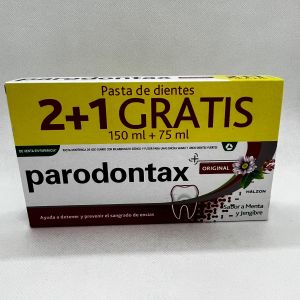 Pasta de dientes
2+1 GRATIS
150 ml + 75 ml
parodontax
ORIGINAL
HALEON
Ayuda a detener y prevenir el sangrado de encías
Sabor a Menta
y Jengibre